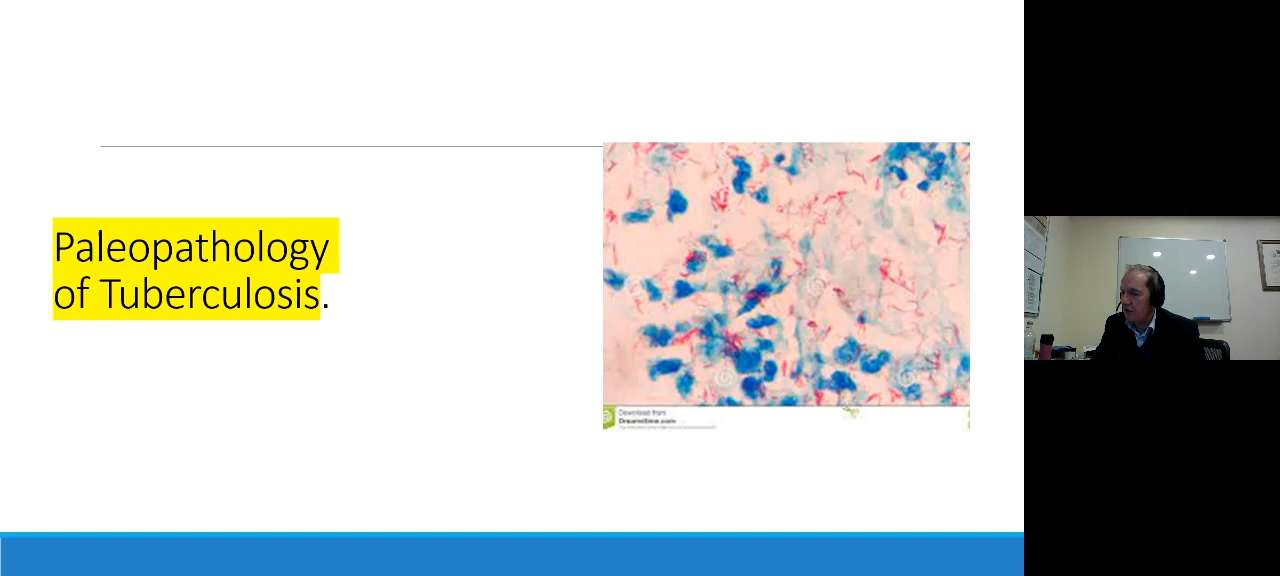 Paleopathology
of Tuberculosis.
Download from
Dreamstime.com